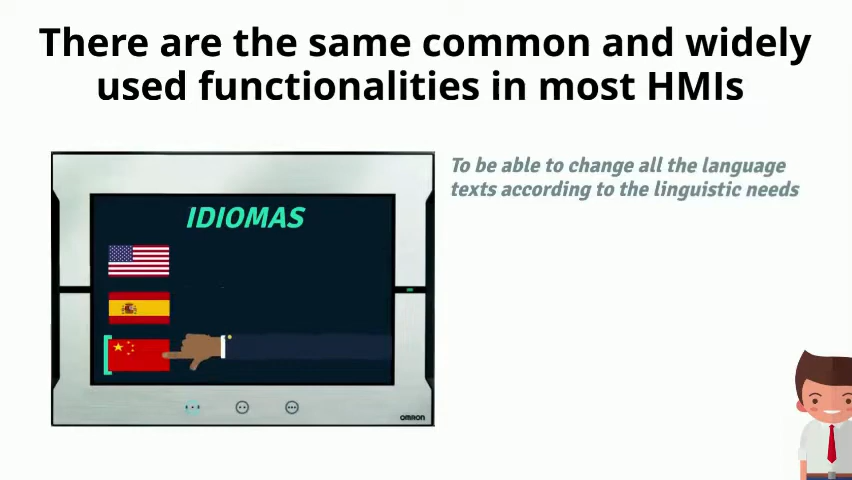 There are the same common and widely
used functionalities in most HMIs
To be able to change all the language
texts according to the linguistic needs
IDIOMAS
OMRON